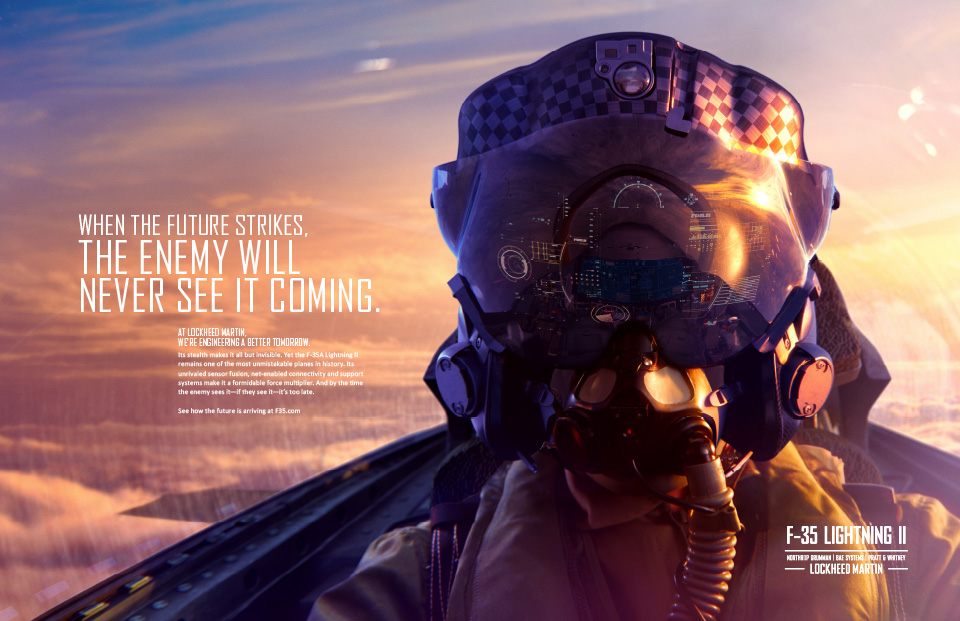 WHEN THE FUTURE STRIKES,
THE ENEMY WILL
NEVER SEE IT COMING.
AT LOCKHEED MARTIN,
WE'RE ENGINEERING A BETTER TOMORROW.
Its stealth makes it all but invisible. Yet the F-35A Lightning II
remains one of the most unmistakable planes in history. Its
unrivaled sensor fusion, net-enabled connectivity and support
systems make it a formidable force multiplier. And by the time
the enemy sees it—if they see it—it's too late.
See how the future is arriving at F35.com
F-35 LIGHTNING II
NORTHROP GRUMMAN | BAE SYSTEMS | PRATT & WHITNEY
LOCKHEED MARTIN